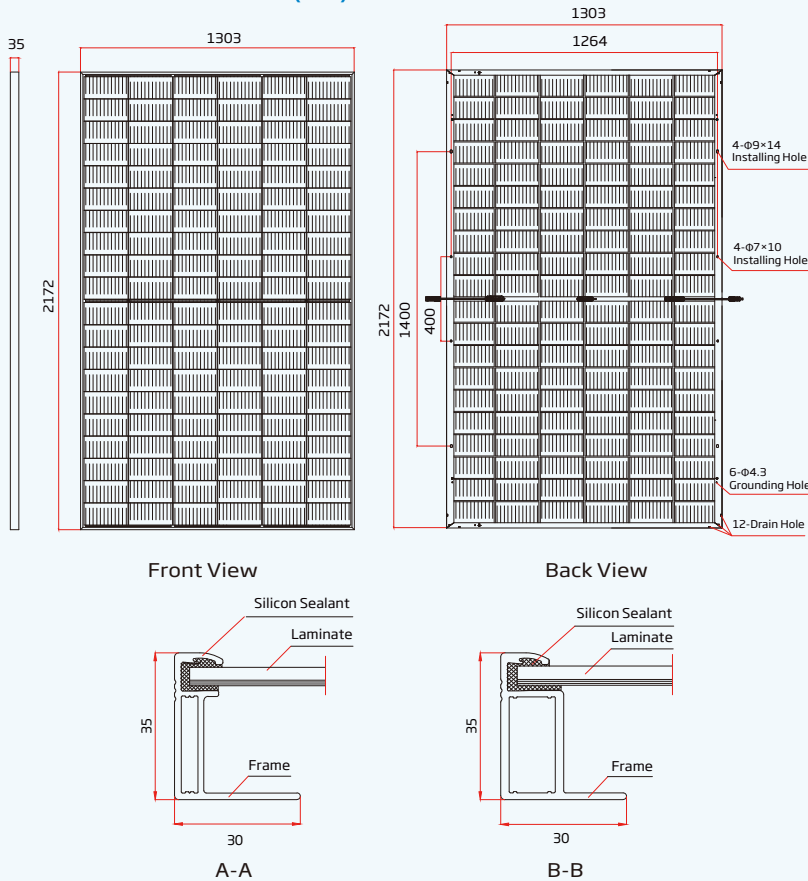 35
1303
2172
Front View
1303
1264
2172
1400
400
4-Φ9×14
Installing Hole
4-Φ7×10
Installing Hole
6-Φ4.3
Grounding Hole
12-Drain Hole
Back View
Silicon Sealant
Laminate
35
Frame
30
A-A
Silicon Sealant
Laminate
35
Frame
30
B-B